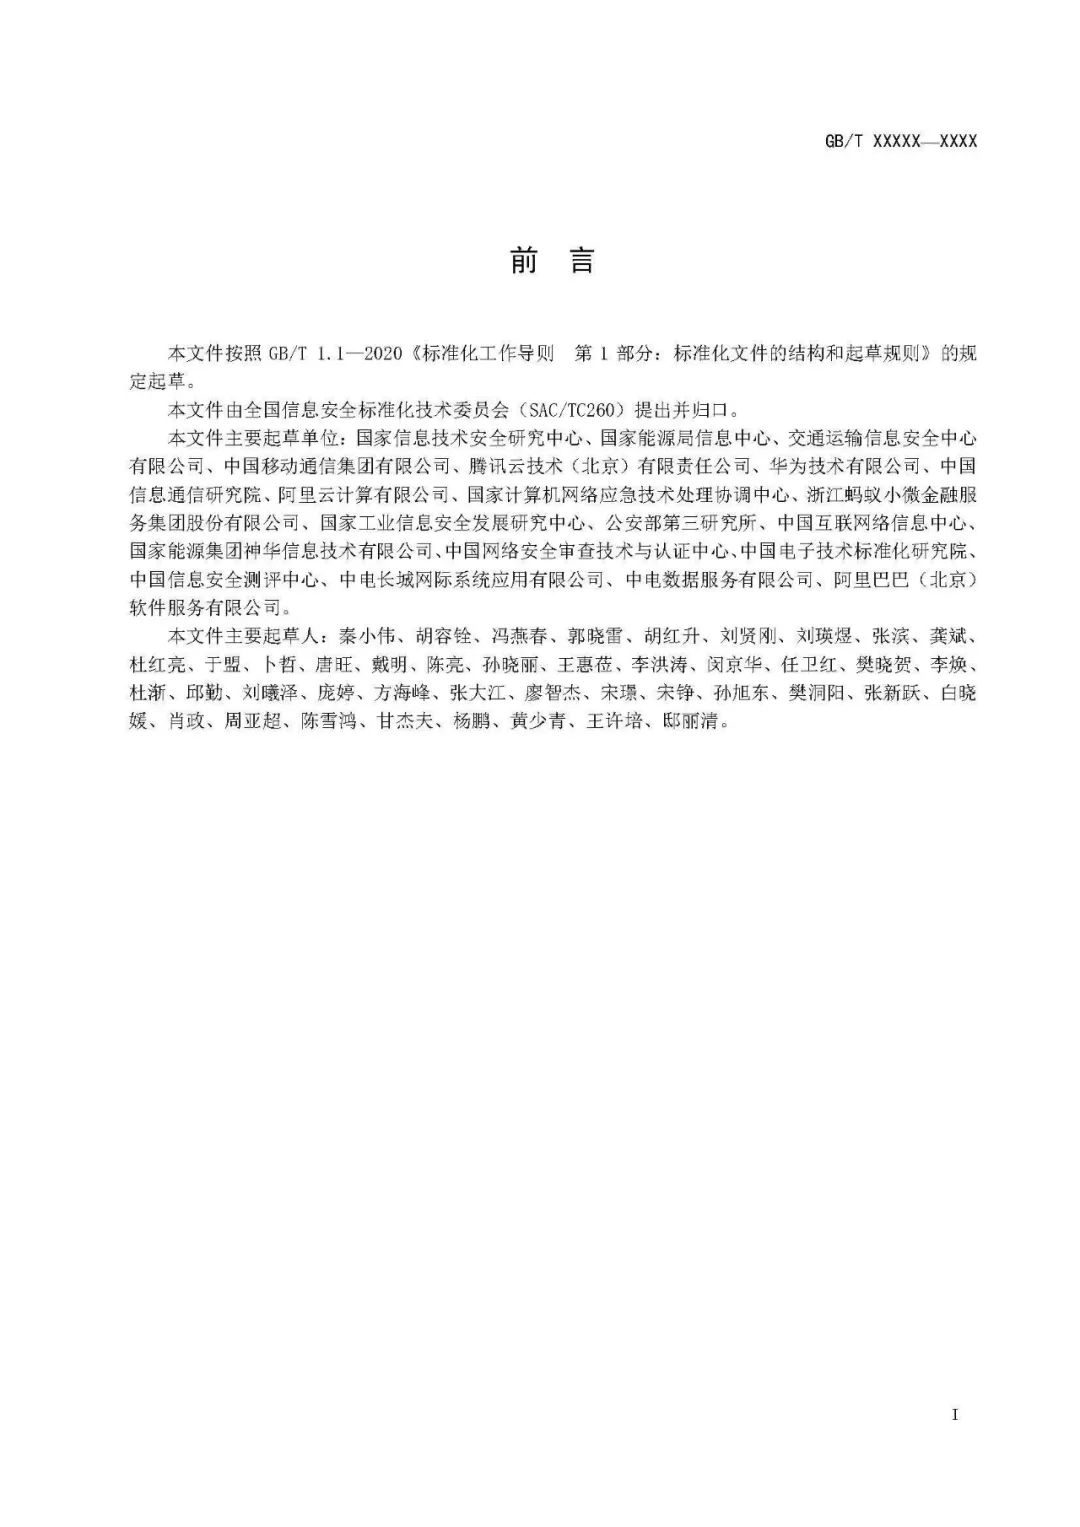 GB/T XXXXX—XXXX
前 言
本文件按照 GB/T 1.1—2020《标准化工作导则 第 1 部分：标准化文件的结构和起草规则》的规
定起草。
本文件由全国信息安全标准化技术委员会（SAC/TC260）提出并归口。
本文件主要起草单位：国家信息技术安全研究中心、国家能源局信息中心、交通运输信息安全中心
有限公司、中国移动通信集团有限公司、腾讯云技术（北京）有限责任公司、华为技术有限公司、中国
信息通信研究院、阿里云计算有限公司、国家计算机网络应急技术处理协调中心、浙江蚂蚁小微金融服
务集团股份有限公司、国家工业信息安全发展研究中心、公安部第三研究所、中国互联网络信息中心、
国家能源集团神华信息技术有限公司、中国网络安全审查技术与认证中心、中国电子技术标准化研究院、
中国信息安全测评中心、中电长城网际系统应用有限公司、中电数据服务有限公司、阿里巴巴（北京）
软件服务有限公司。
本文件主要起草人：秦小伟、胡容铨、冯燕春、郭晓雷、胡红升、刘贤刚、刘瑛煜、张滨、龚斌、
杜红亮、于盟、卜哲、唐旺、戴明、陈亮、孙晓丽、王惠莅、李洪涛、闵京华、任卫红、樊晓贺、李焕、
杜渐、邱勤、刘曦泽、庞婷、方海峰、张大江、廖智杰、宋璟、宋铮、孙旭东、樊洞阳、张新跃、白晓
媛、肖政、周亚超、陈雪鸿、甘杰夫、杨鹏、黄少青、王许培、邸丽清。
I